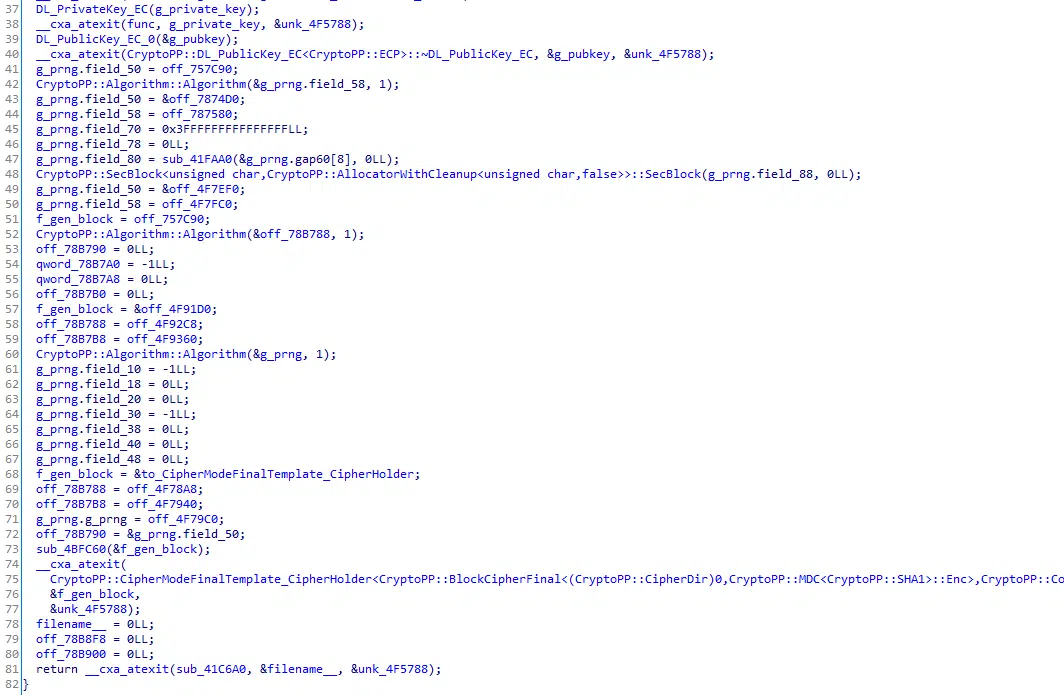 37 DL_PrivateKey_EC(g_private_key);
38 __cxa_atexit(func, g_private_key, &unk_4F5788);
39 DL_PublicKey_EC_0(&g_pubkey);
40 __cxa_atexit(CryptoPP::DL_PublicKey_EC<CryptoPP::ECP>::~DL_PublicKey_EC, &g_pubkey, &unk_4F5788);
41 g_prng.field_50 = off_757C90;
42 CryptoPP::Algorithm::Algorithm(&g_prng.field_58, 1);
43 g_prng.field_50 = &off_7874D0;
44 g_prng.field_58 = off_787580;
45 g_prng.field_70 = 0x3FFFFFFFFFFFFFFFLL;
46 g_prng.field_78 = 0LL;
47 g_prng.field_80 = sub_41FAA0(&g_prng.gap60[8], 0LL);
48 CryptoPP::SecBlock<unsigned char,CryptoPP::AllocatorWithCleanup<unsigned char,false>>::SecBlock(g_prng.field_88, 0LL);
49 g_prng.field_50 = &off_4F7EF0;
50 g_prng.field_58 = off_4F7FC0;
51 f_gen_block = off_757C90;
52 CryptoPP::Algorithm::Algorithm(&off_78B788, 1);
53 off_78B790 = 0LL;
54 qword_78B7A0 = -1LL;
55 qword_78B7A8 = 0LL;
56 off_78B7B0 = 0LL;
57 f_gen_block = &off_4F91D0;
58 off_78B788 = off_4F92C8;
59 off_78B7B8 = off_4F9360;
60 CryptoPP::Algorithm::Algorithm(&g_prng, 1);
61 g_prng.field_10 = -1LL;
62 g_prng.field_18 = 0LL;
63 g_prng.field_20 = 0LL;
64 g_prng.field_30 = -1LL;
65 g_prng.field_38 = 0LL;
66 g_prng.field_40 = 0LL;
67 g_prng.field_48 = 0LL;
68 f_gen_block = &to_CipherModeFinalTemplate_CipherHolder;
69 off_78B788 = off_4F78A8;
70 off_78B7B8 = off_4F7940;
71 g_prng.g_prng = off_4F79C0;
72 off_78B790 = &g_prng.field_50;
73 sub_4BFC60(&f_gen_block);
74 __cxa_atexit(
75 CryptoPP::CipherModeFinalTemplate_CipherHolder<CryptoPP::BlockCipherFinal<(CryptoPP::CipherDir)0,CryptoPP::MDC<CryptoPP::SHA1>::Enc>,CryptoPP::Co
76 &f_gen_block,
77 &unk_4F5788);
78 filename__ = 0LL;
79 off_78B8F8 = 0LL;
80 off_78B900 = 0LL;
81 return __cxa_atexit(sub_41C6A0, &filename__, &unk_4F5788);
82 }